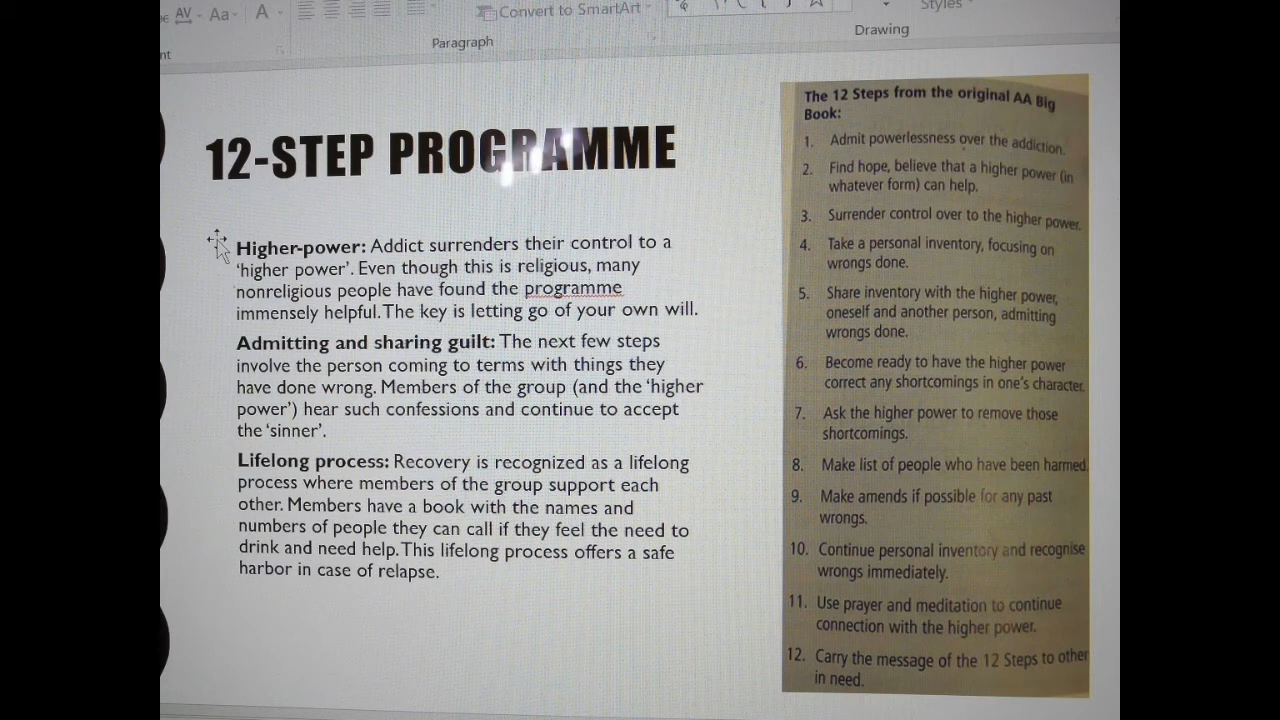 AV
Aa
A
Convert to SmartArt
Styles
nt
Paragraph
Drawing
12-STEP PROGRAMME
Higher-power: Addict surrenders their control to a
‘higher power’. Even though this is religious, many
nonreligious people have found the programme
immensely helpful. The key is letting go of your own will.
Admitting and sharing guilt: The next few steps
involve the person coming to terms with things they
have done wrong. Members of the group (and the ‘higher
power’) hear such confessions and continue to accept
the ‘sinner’.
Lifelong process: Recovery is recognized as a lifelong
process where members of the group support each
other. Members have a book with the names and
numbers of people they can call if they feel the need to
drink and need help. This lifelong process offers a safe
harbor in case of relapse.
The 12 Steps from the original AA Big
Book:
1. Admit powerlessness over the addiction.
2. Find hope, believe that a higher power (in
whatever form) can help.
3. Surrender control over to the higher power.
4. Take a personal inventory, focusing on
wrongs done.
5. Share inventory with the higher power,
oneself and another person, admitting
wrongs done.
6. Become ready to have the higher power
correct any shortcomings in one's character.
7. Ask the higher power to remove those
shortcomings.
8. Make list of people who have been harmed
9. Make amends if possible for any past
wrongs.
10. Continue personal inventory and recognise
wrongs immediately.
11. Use prayer and meditation to continue
connection with the higher power.
12. Carry the message of the 12 Steps to other
in need.